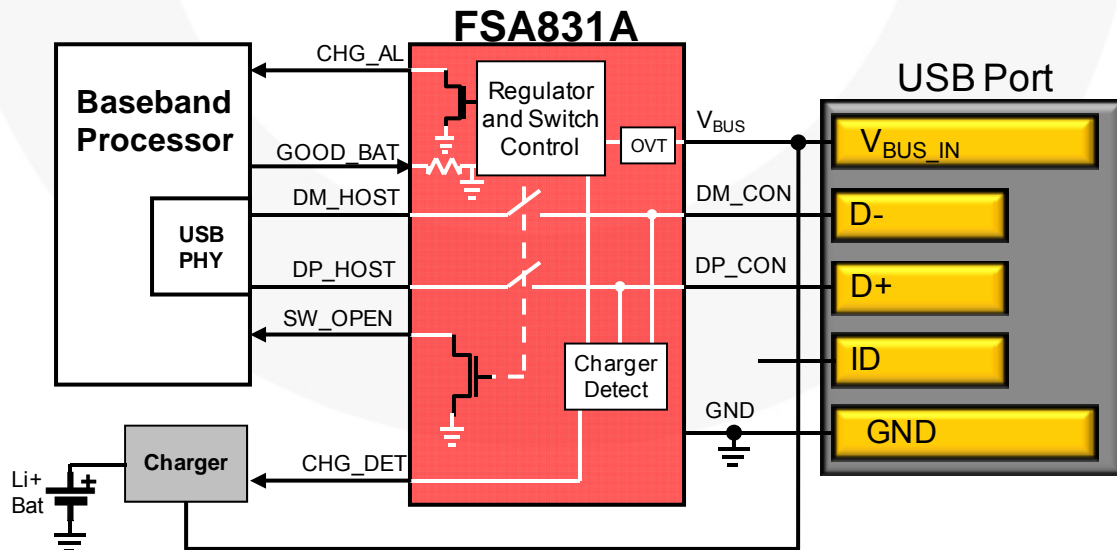 FSA831A
Baseband
Processor
CHG_AL
GOOD_BAT
DM_HOST
USB
PHY
DP_HOST
SW_OPEN
CHG_DET
Charger
Li+
Bat
+
Regulator
and Switch
Control
OVT
Charger
Detect
VBUS
DM_CON
DP_CON
GND
USB Port
VBUS_IN
D-
D+
ID
GND